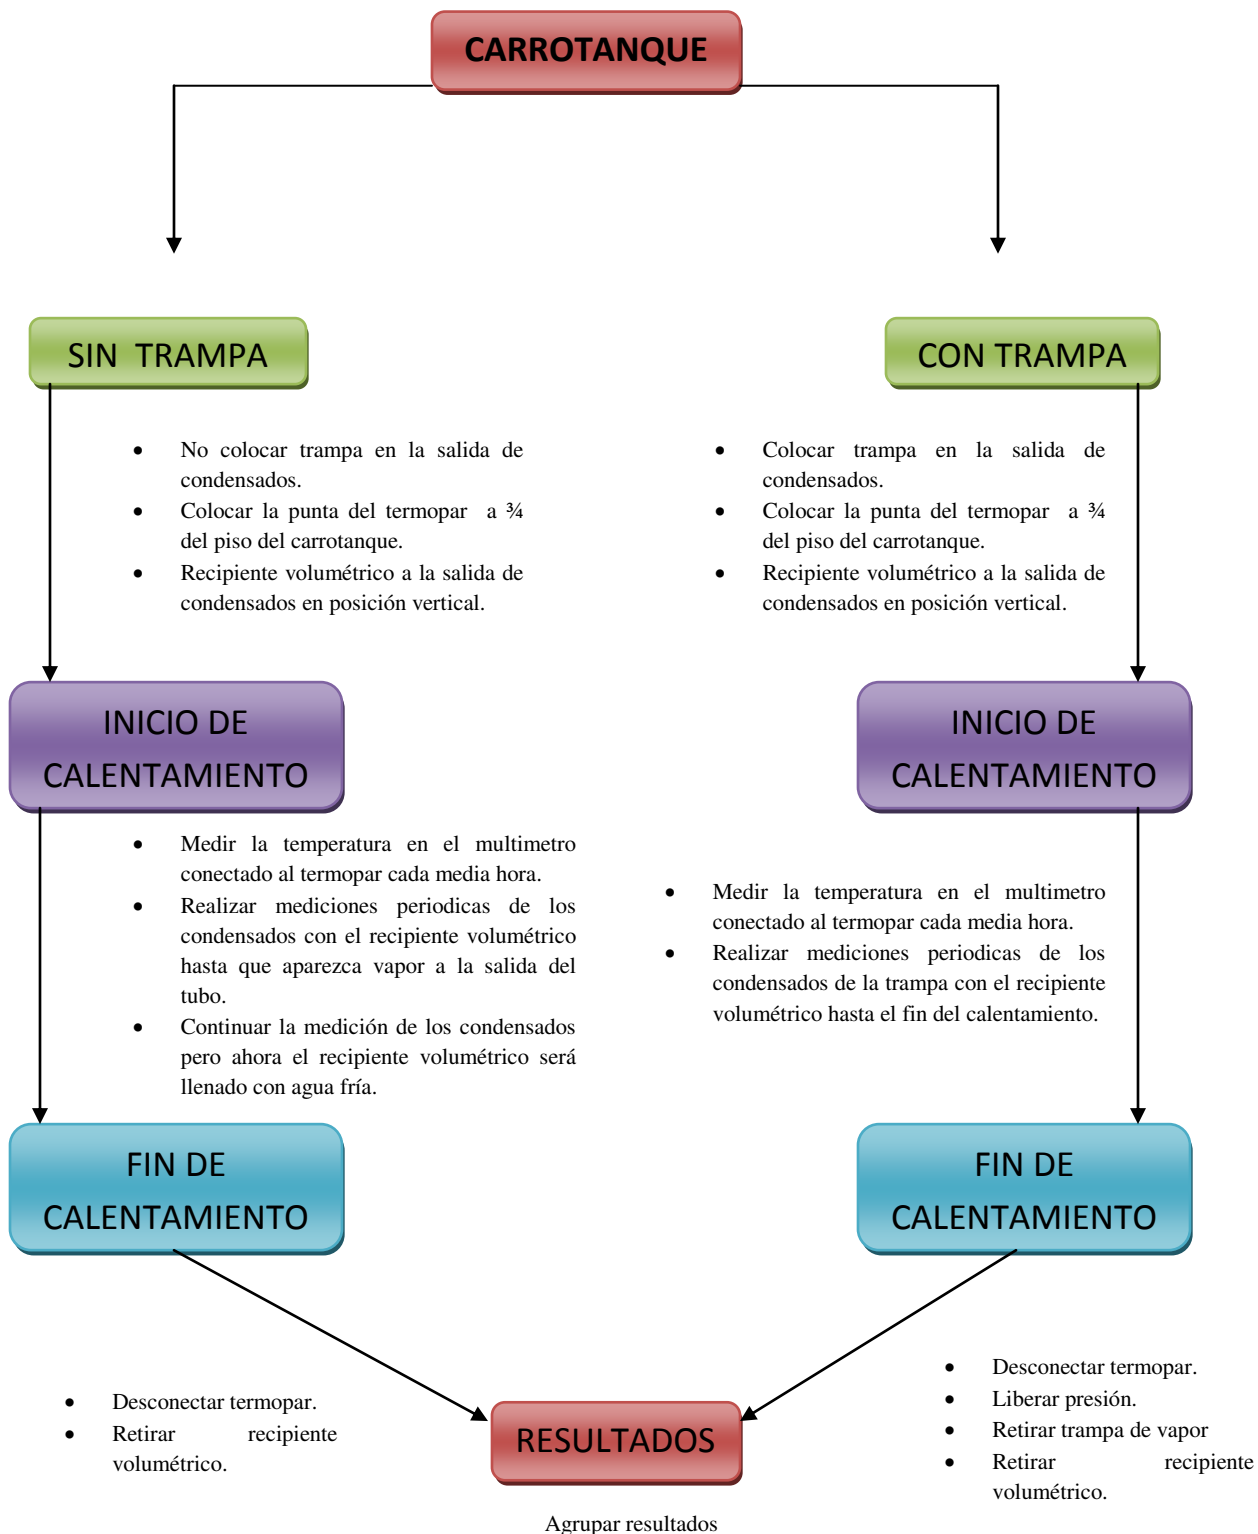 CARROTANQUE
SIN TRAMPA
• No colocar trampa en la salida de
condensados.
• Colocar la punta del termopar a ¾
del piso del carrotanque.
• Recipiente volumétrico a la salida de
condensados en posición vertical.
INICIO DE
CALENTAMIENTO
• Medir la temperatura en el multimetro
conectado al termopar cada media hora.
• Realizar mediciones periodicas de los
condensados con el recipiente volumétrico
hasta que aparezca vapor a la salida del
tubo.
• Continuar la medición de los condensados
pero ahora el recipiente volumétrico será
llenado con agua fría.
FIN DE
CALENTAMIENTO
• Desconectar termopar.
• Retirar recipiente
volumétrico.
CON TRAMPA
• Colocar trampa en la salida de
condensados.
• Colocar la punta del termopar a ¾
del piso del carrotanque.
• Recipiente volumétrico a la salida de
condensados en posición vertical.
INICIO DE
CALENTAMIENTO
• Medir la temperatura en el multimetro
conectado al termopar cada media hora.
• Realizar mediciones periodicas de los
condensados de la trampa con el recipiente
volumétrico hasta el fin del calentamiento.
FIN DE
CALENTAMIENTO
• Desconectar termopar.
• Liberar presión.
• Retirar trampa de vapor
• Retirar recipiente
volumétrico.
RESULTADOS
Agrupar resultados